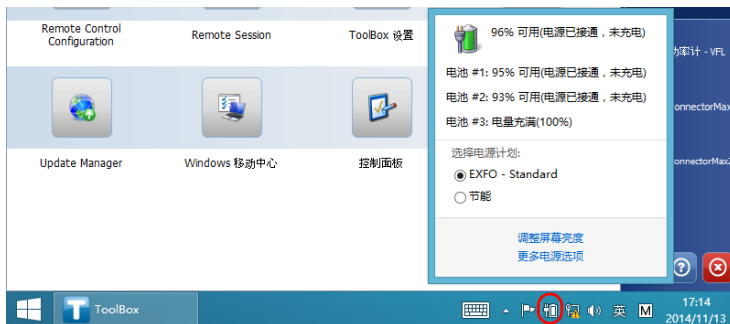 Remote Control
Configuration
Remote Session
ToolBox 设置
Update Manager
Windows 移动中心
控制面板
96% 可用(电源已接通，未充电)
电池 #1: 95% 可用(电源已接通，未充电)
电池 #2: 93% 可用(电源已接通，未充电)
电池 #3: 电量充满(100%)
选择电源计划:
EXFO - Standard
节能
调整屏幕亮度
更多电源选项
率计 - VFL
onnectorMax
onnectorMax2
?
T ToolBox
英 M
17:14
2014/11/13